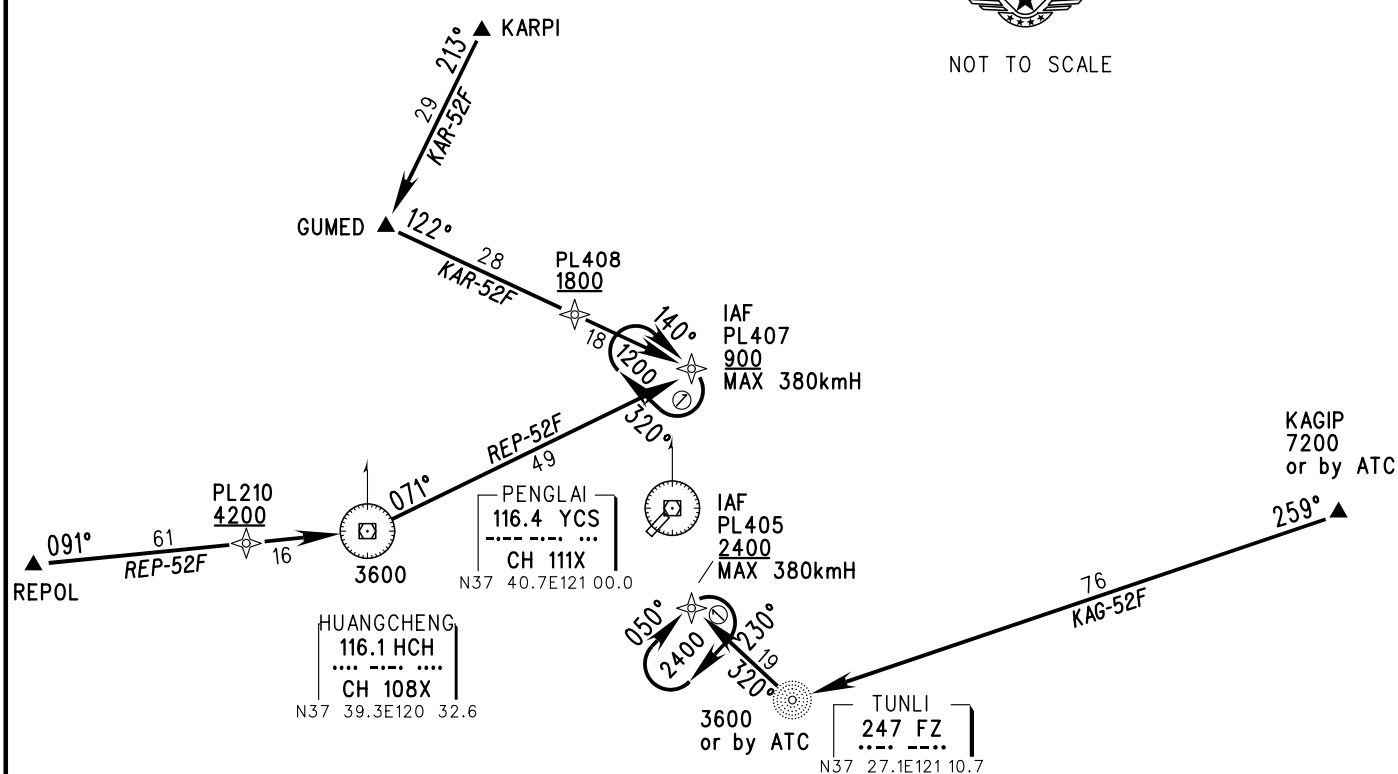 KARPI
213°
29
KAR-52F
NOT TO SCALE
GUMED
122°
28
KAR-52F
PL408
1800
18
140°
1200
320°
1
IAF
PL407
900
MAX 380kmH
REP-52F
49
071°
PL210
4200
091°
61
REP-52F
16
REPOL
3600
PENGLAI
116.4 YCS
CH 111X
N37 40.7E121 00.0
HUANGCHENG
116.1 HCH
CH 108X
N37 39.3E120 32.6
IAF
PL405
2400
MAX 380kmH
050°
2400
1
230°
19
320°
3600
or by ATC
TUNLI
247 FZ
N37 27.1E121 10.7
KAGIP
7200
or by ATC
259°
76
KAG-52F